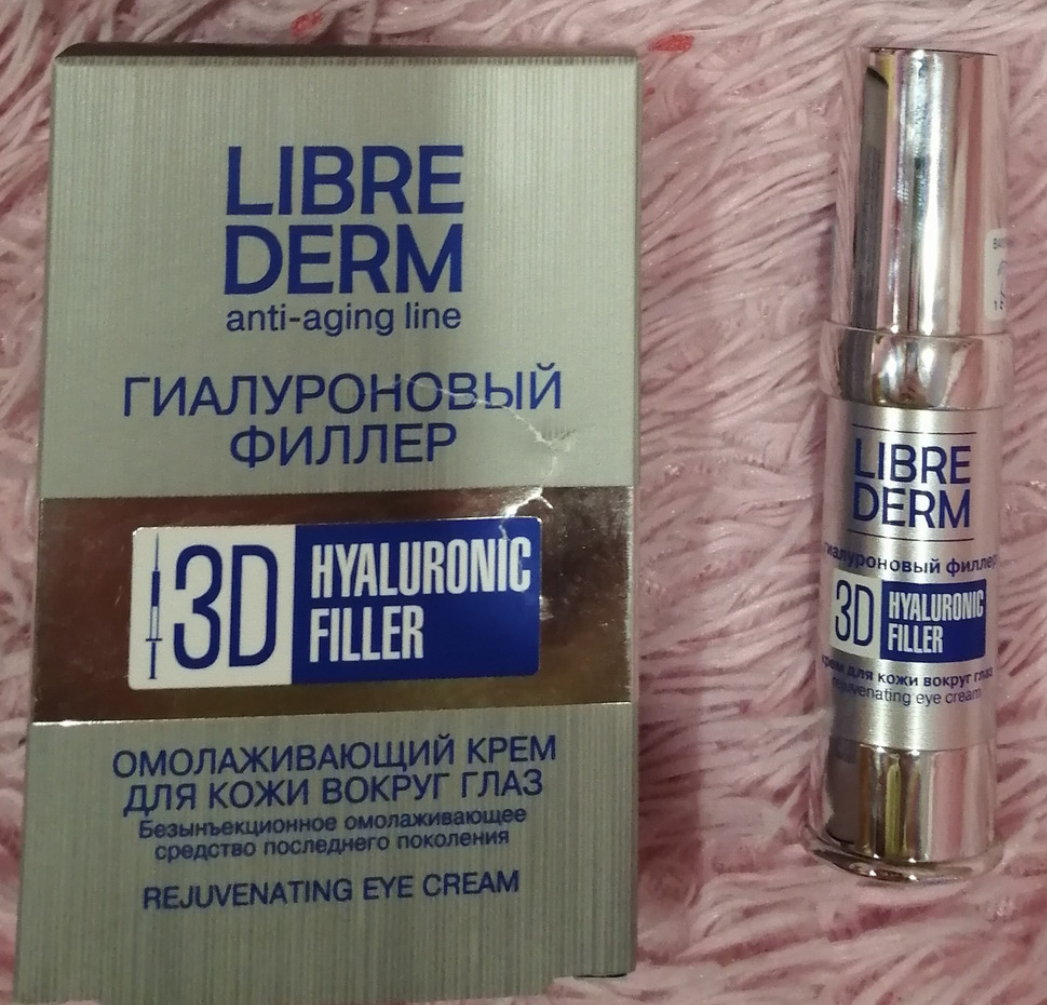 LIBRE
DERM
anti-aging line
ГИАЛУРОНОВЫЙ
ФИЛЛЕР
3D
HYALURONIC
FILLER
ОМОЛАЖИВАЮЩИЙ КРЕМ
ДЛЯ КОЖИ ВОКРУГ ГЛАЗ
Безынъекционное омолаживающее
средство последнего поколения
REJUVENATING EYE CREAM
LIBRE
DERM
гиалуроновый филлер
3D
HYALURONIC
FILLER
крем для кожи вокруг глаз
rejuvenating eye cream